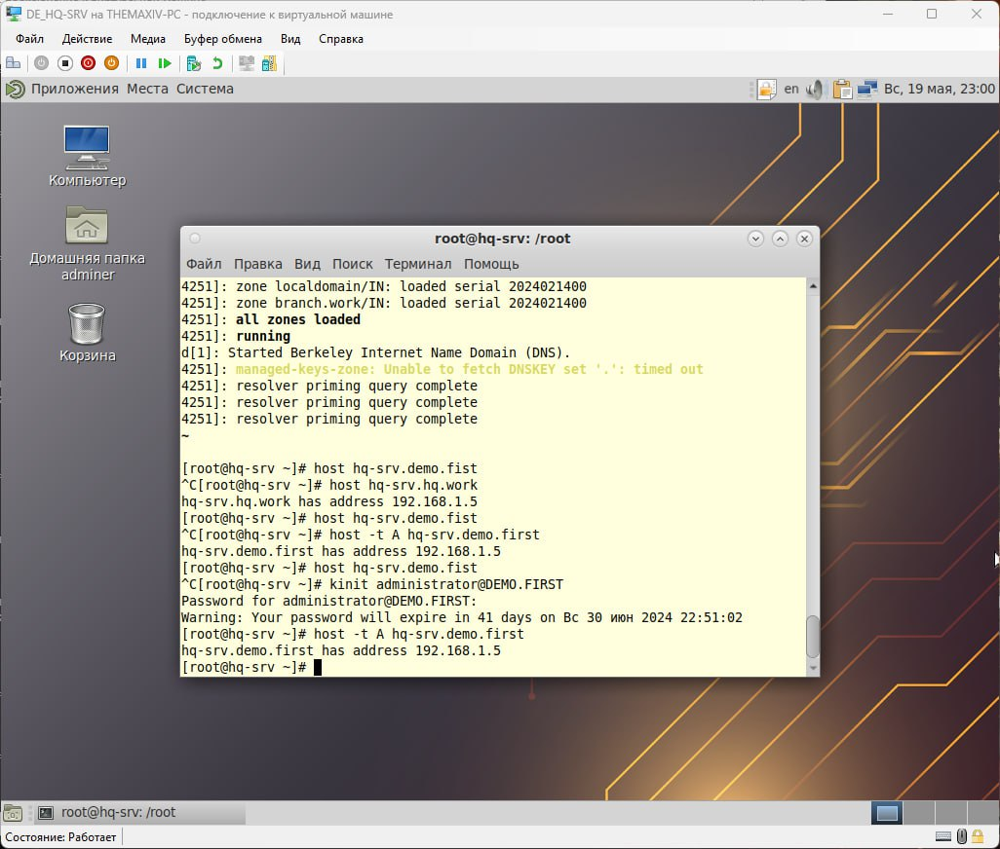 DE_HQ-SRV на THEMAXIV-PC - подключение к виртуальной машине
Файл Действие Медиа Буфер обмена Вид Справка
Приложения Места Система en Вс, 19 мая, 23:00
Компьютер
Домашняя папка
adminer
Корзина
root@hq-srv: /root
Файл Правка Вид Поиск Терминал Помощь
4251]: zone localdomain/IN: loaded serial 2024021400
4251]: zone branch.work/IN: loaded serial 2024021400
4251]: all zones loaded
4251]: running
d[1]: Started Berkeley Internet Name Domain (DNS).
4251]: managed-keys-zone: Unable to fetch DNSKEY set '.': timed out
4251]: resolver priming query complete
4251]: resolver priming query complete
4251]: resolver priming query complete
~
[root@hq-srv ~]# host hq-srv.demo.fist
^C[root@hq-srv ~]# host hq-srv.hq.work
hq-srv.hq.work has address 192.168.1.5
[root@hq-srv ~]# host hq-srv.demo.fist
^C[root@hq-srv ~]# host -t A hq-srv.demo.first
hq-srv.demo.first has address 192.168.1.5
[root@hq-srv ~]# host hq-srv.demo.fist
^C[root@hq-srv ~]# kinit administrator@DEMO.FIRST
Password for administrator@DEMO.FIRST:
Warning: Your password will expire in 41 days on Вс 30 июн 2024 22:51:02
[root@hq-srv ~]# host -t A hq-srv.demo.first
hq-srv.demo.first has address 192.168.1.5
[root@hq-srv ~]#
root@hq-srv: /root
Состояние: Работает